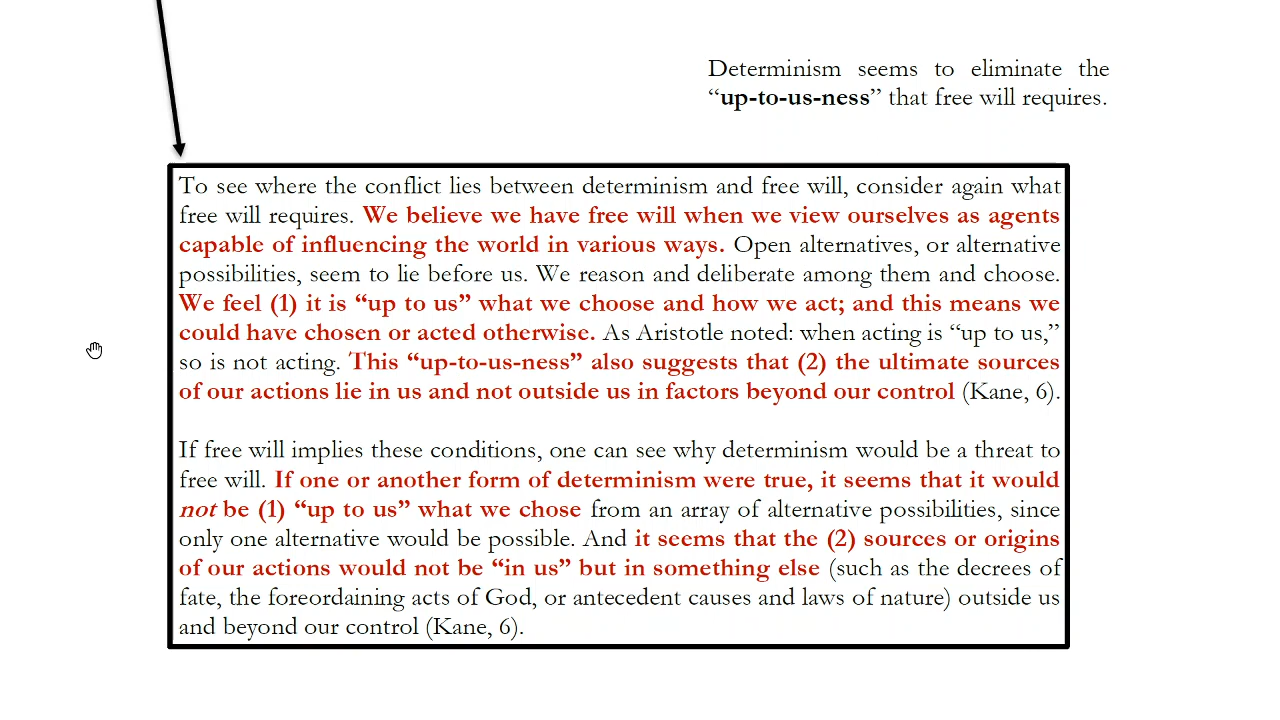 Determinism seems to eliminate the
“up-to-us-ness” that free will requires.
To see where the conflict lies between determinism and free will, consider again what
free will requires. We believe we have free will when we view ourselves as agents
capable of influencing the world in various ways. Open alternatives, or alternative
possibilities, seem to lie before us. We reason and deliberate among them and choose.
We feel (1) it is “up to us” what we choose and how we act; and this means we
could have chosen or acted otherwise. As Aristotle noted: when acting is “up to us,”
so is not acting. This “up-to-us-ness” also suggests that (2) the ultimate sources
of our actions lie in us and not outside us in factors beyond our control (Kane, 6).
If free will implies these conditions, one can see why determinism would be a threat to
free will. If one or another form of determinism were true, it seems that it would
not be (1) “up to us” what we chose from an array of alternative possibilities, since
only one alternative would be possible. And it seems that the (2) sources or origins
of our actions would not be “in us” but in something else (such as the decrees of
fate, the foreordaining acts of God, or antecedent causes and laws of nature) outside us
and beyond our control (Kane, 6).